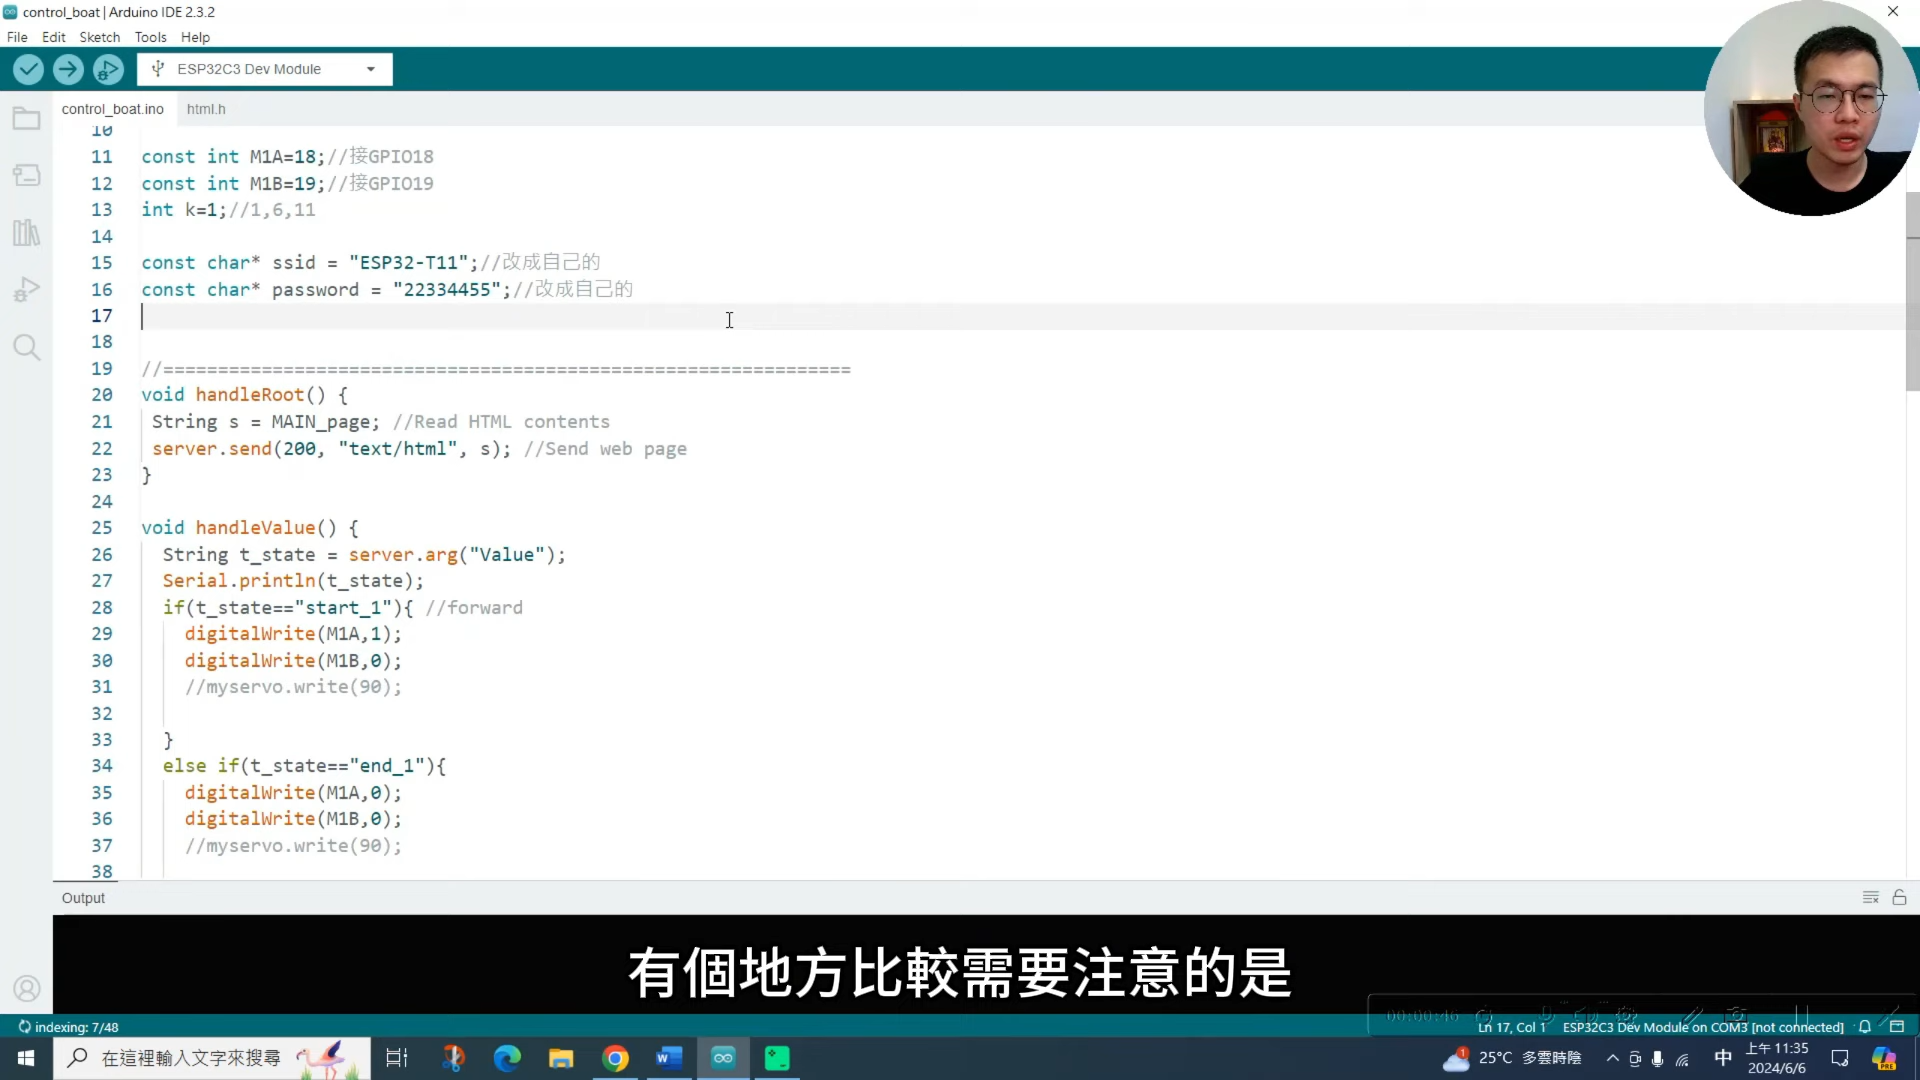 control_boat | Arduino IDE 2.3.2
File Edit Sketch Tools Help
ESP32C3 Dev Module
control_boat.ino html.h
10
11 const int M1A=18;//接GPIO18
12 const int M1B=19;//接GPIO19
13 int k=1;//1,6,11
14
15 const char* ssid = "ESP32-T11";//改成自己的
16 const char* password = "22334455";//改成自己的
17
18
19 //================================================================
20 void handleRoot() {
21 String s = MAIN_page; //Read HTML contents
22 server.send(200, "text/html", s); //Send web page
23 }
24
25 void handleValue() {
26 String t_state = server.arg("Value");
27 Serial.println(t_state);
28 if(t_state=="start_1"){ //forward
29 digitalWrite(M1A,1);
30 digitalWrite(M1B,0);
31 //myservo.write(90);
32
33 }
34 else if(t_state=="end_1"){
35 digitalWrite(M1A,0);
36 digitalWrite(M1B,0);
37 //myservo.write(90);
38
Output
有個地方比較需要注意的是
00:00:46
indexing: 7/48 Ln 17, Col 1 ESP32C3 Dev Module on COM3 [not connected]
在這裡輸入文字來搜尋 25°C 多雲時陰 中 上午 11:35
2024/6/6